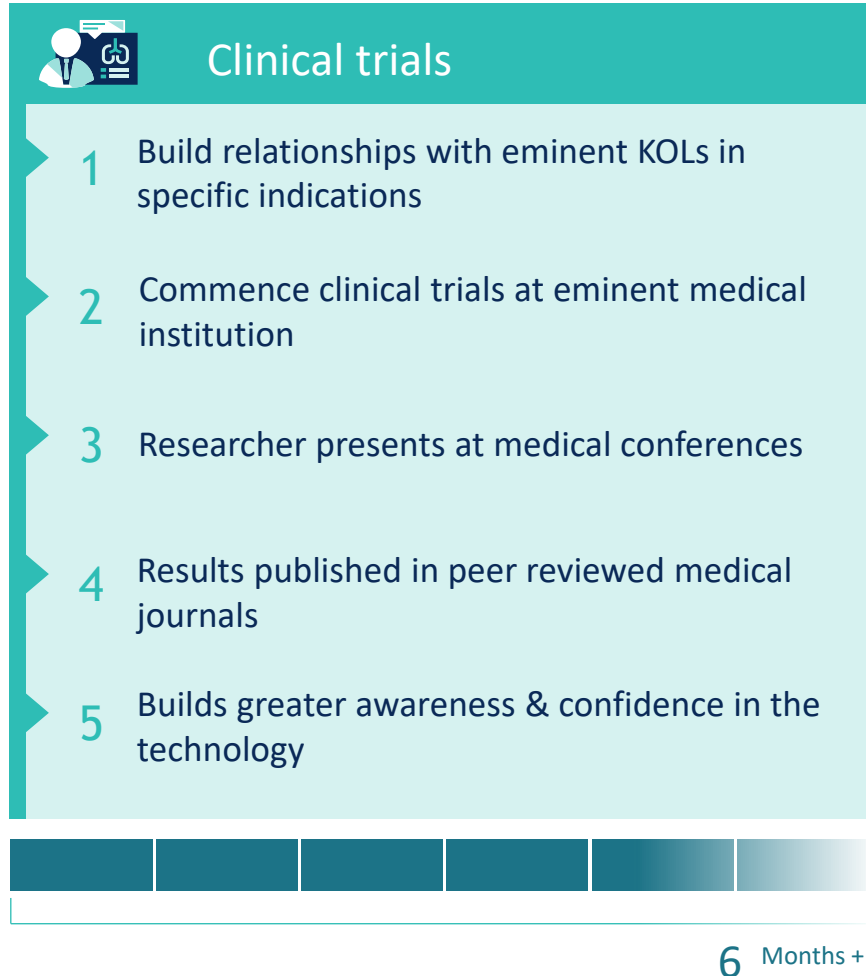 Clinical trials
1 Build relationships with eminent KOLs in
specific indications
2 Commence clinical trials at eminent medical
institution
3 Researcher presents at medical conferences
4 Results published in peer reviewed medical
journals
5 Builds greater awareness & confidence in the
technology
6 Months +